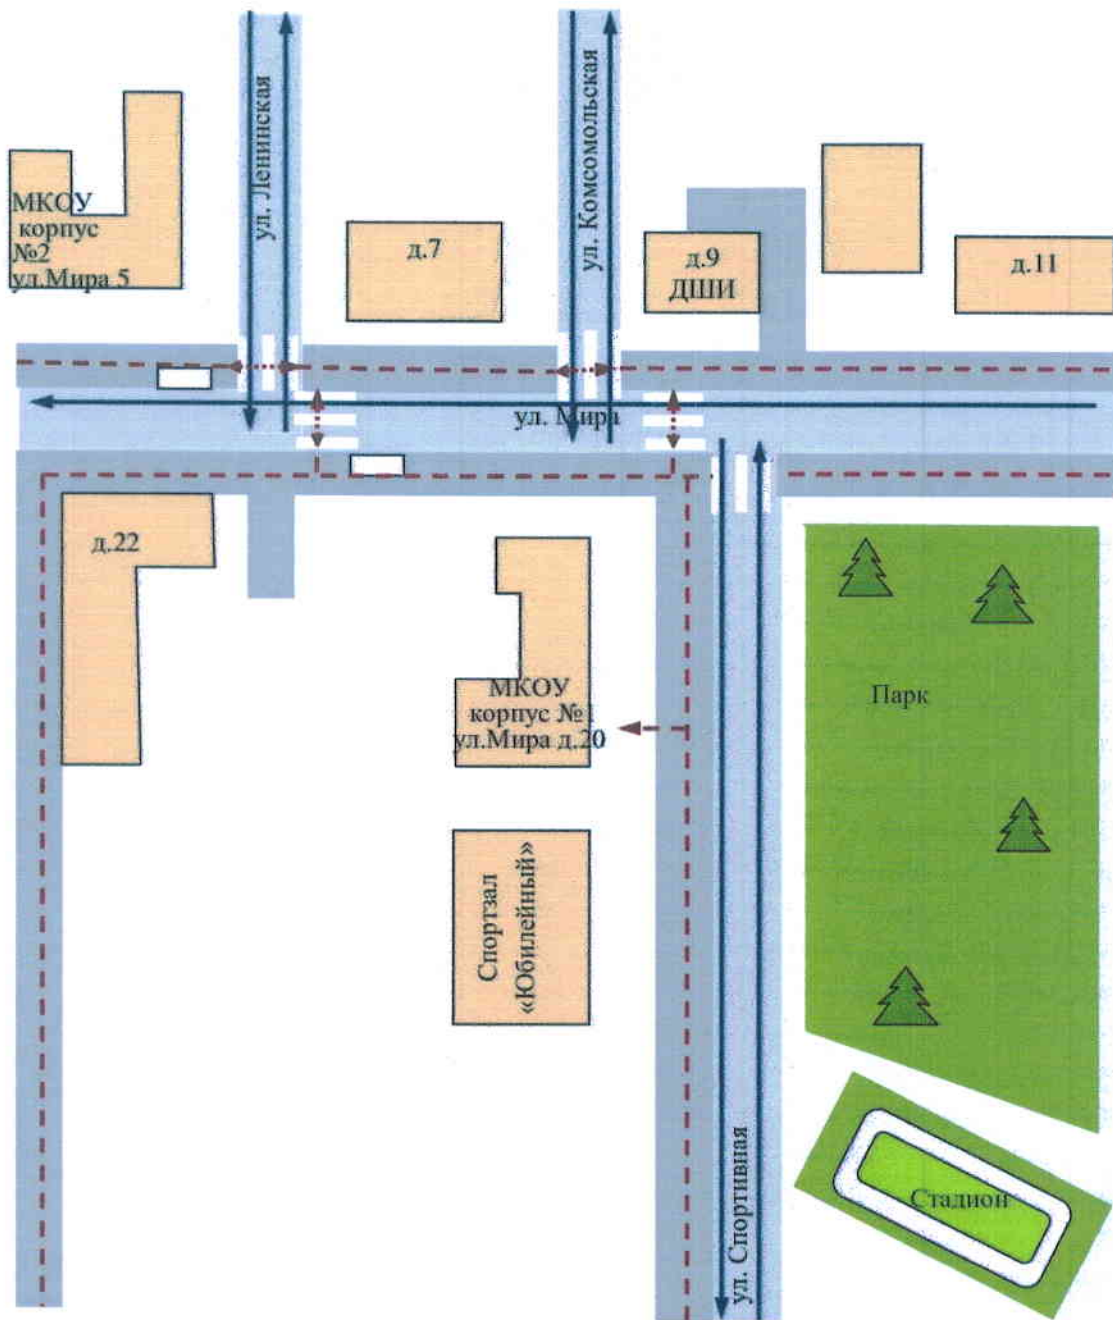 ул. Ленинская
ул. Комсомольская
МКОУ
корпус
№2
ул.Мира 5
д.7
д.9
ДШИ
д.11
ул. Мира
д.22
МКОУ
корпус №1
ул.Мира д.20
Парк
Спортзал
«Юбилейный»
ул. Спортивная
Стадион